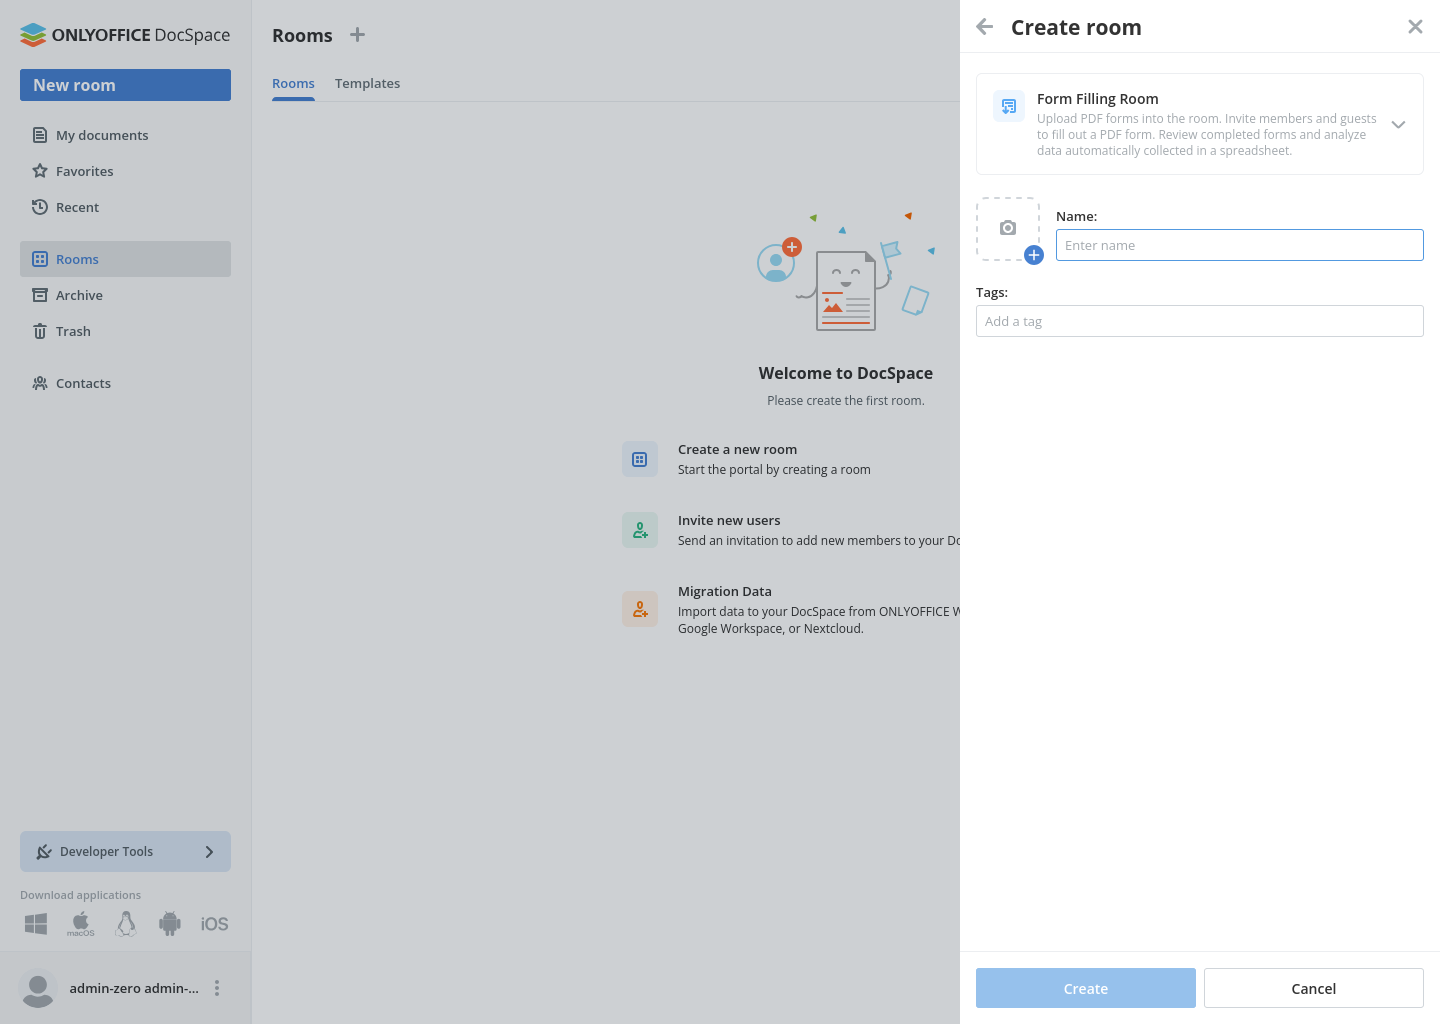 ONLYOFFICE DocSpace
New room
My documents
Favorites
Recent
Rooms
Archive
Trash
Contacts
Developer Tools
Download applications
macOS
iOS
admin-zero admin-...
Rooms
Rooms
Templates
Welcome to DocSpace
Please create the first room.
Create a new room
Start the portal by creating a room
Invite new users
Send an invitation to add new members to your Do
Migration Data
Import data to your DocSpace from ONLYOFFICE W
Google Workspace, or Nextcloud.
Create room
Form Filling Room
Upload PDF forms into the room. Invite members and guests
to fill out a PDF form. Review completed forms and analyze
data automatically collected in a spreadsheet.
Name:
Enter name
Tags:
Add a tag
Create
Cancel